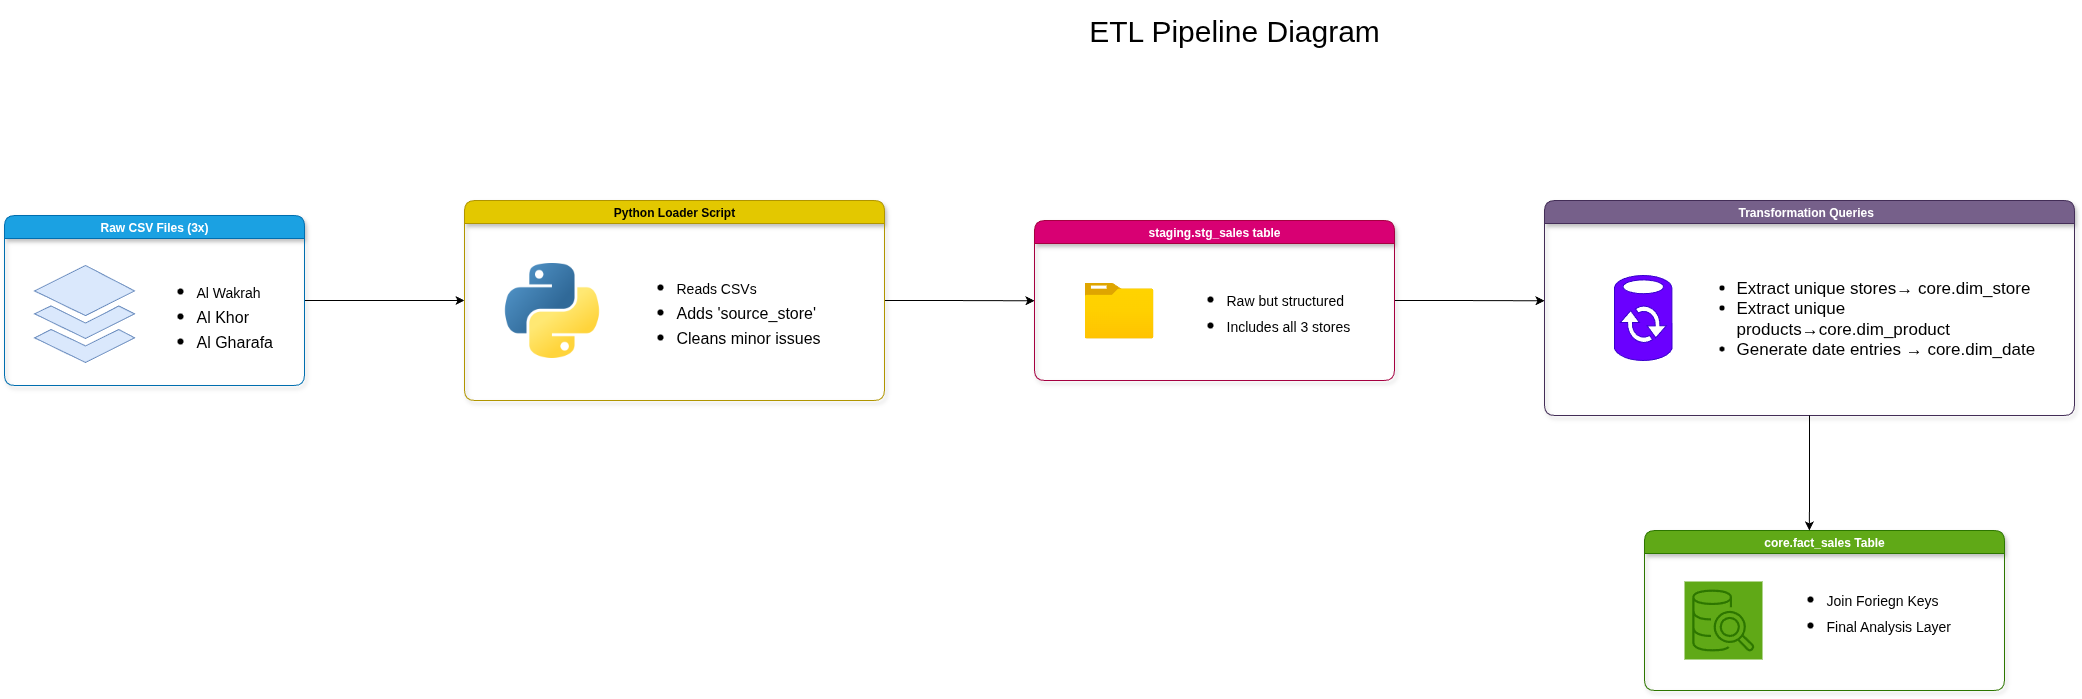 ETL Pipeline Diagram
Raw CSV Files (3x)
Al Wakrah
Al Khor
Al Gharafa
Python Loader Script
Reads CSVs
Adds 'source_store'
Cleans minor issues
staging.stg_sales table
Raw but structured
Includes all 3 stores
Transformation Queries
Extract unique stores→ core.dim_store
Extract unique
products→core.dim_product
Generate date entries → core.dim_date
core.fact_sales Table
Join Foriegn Keys
Final Analysis Layer